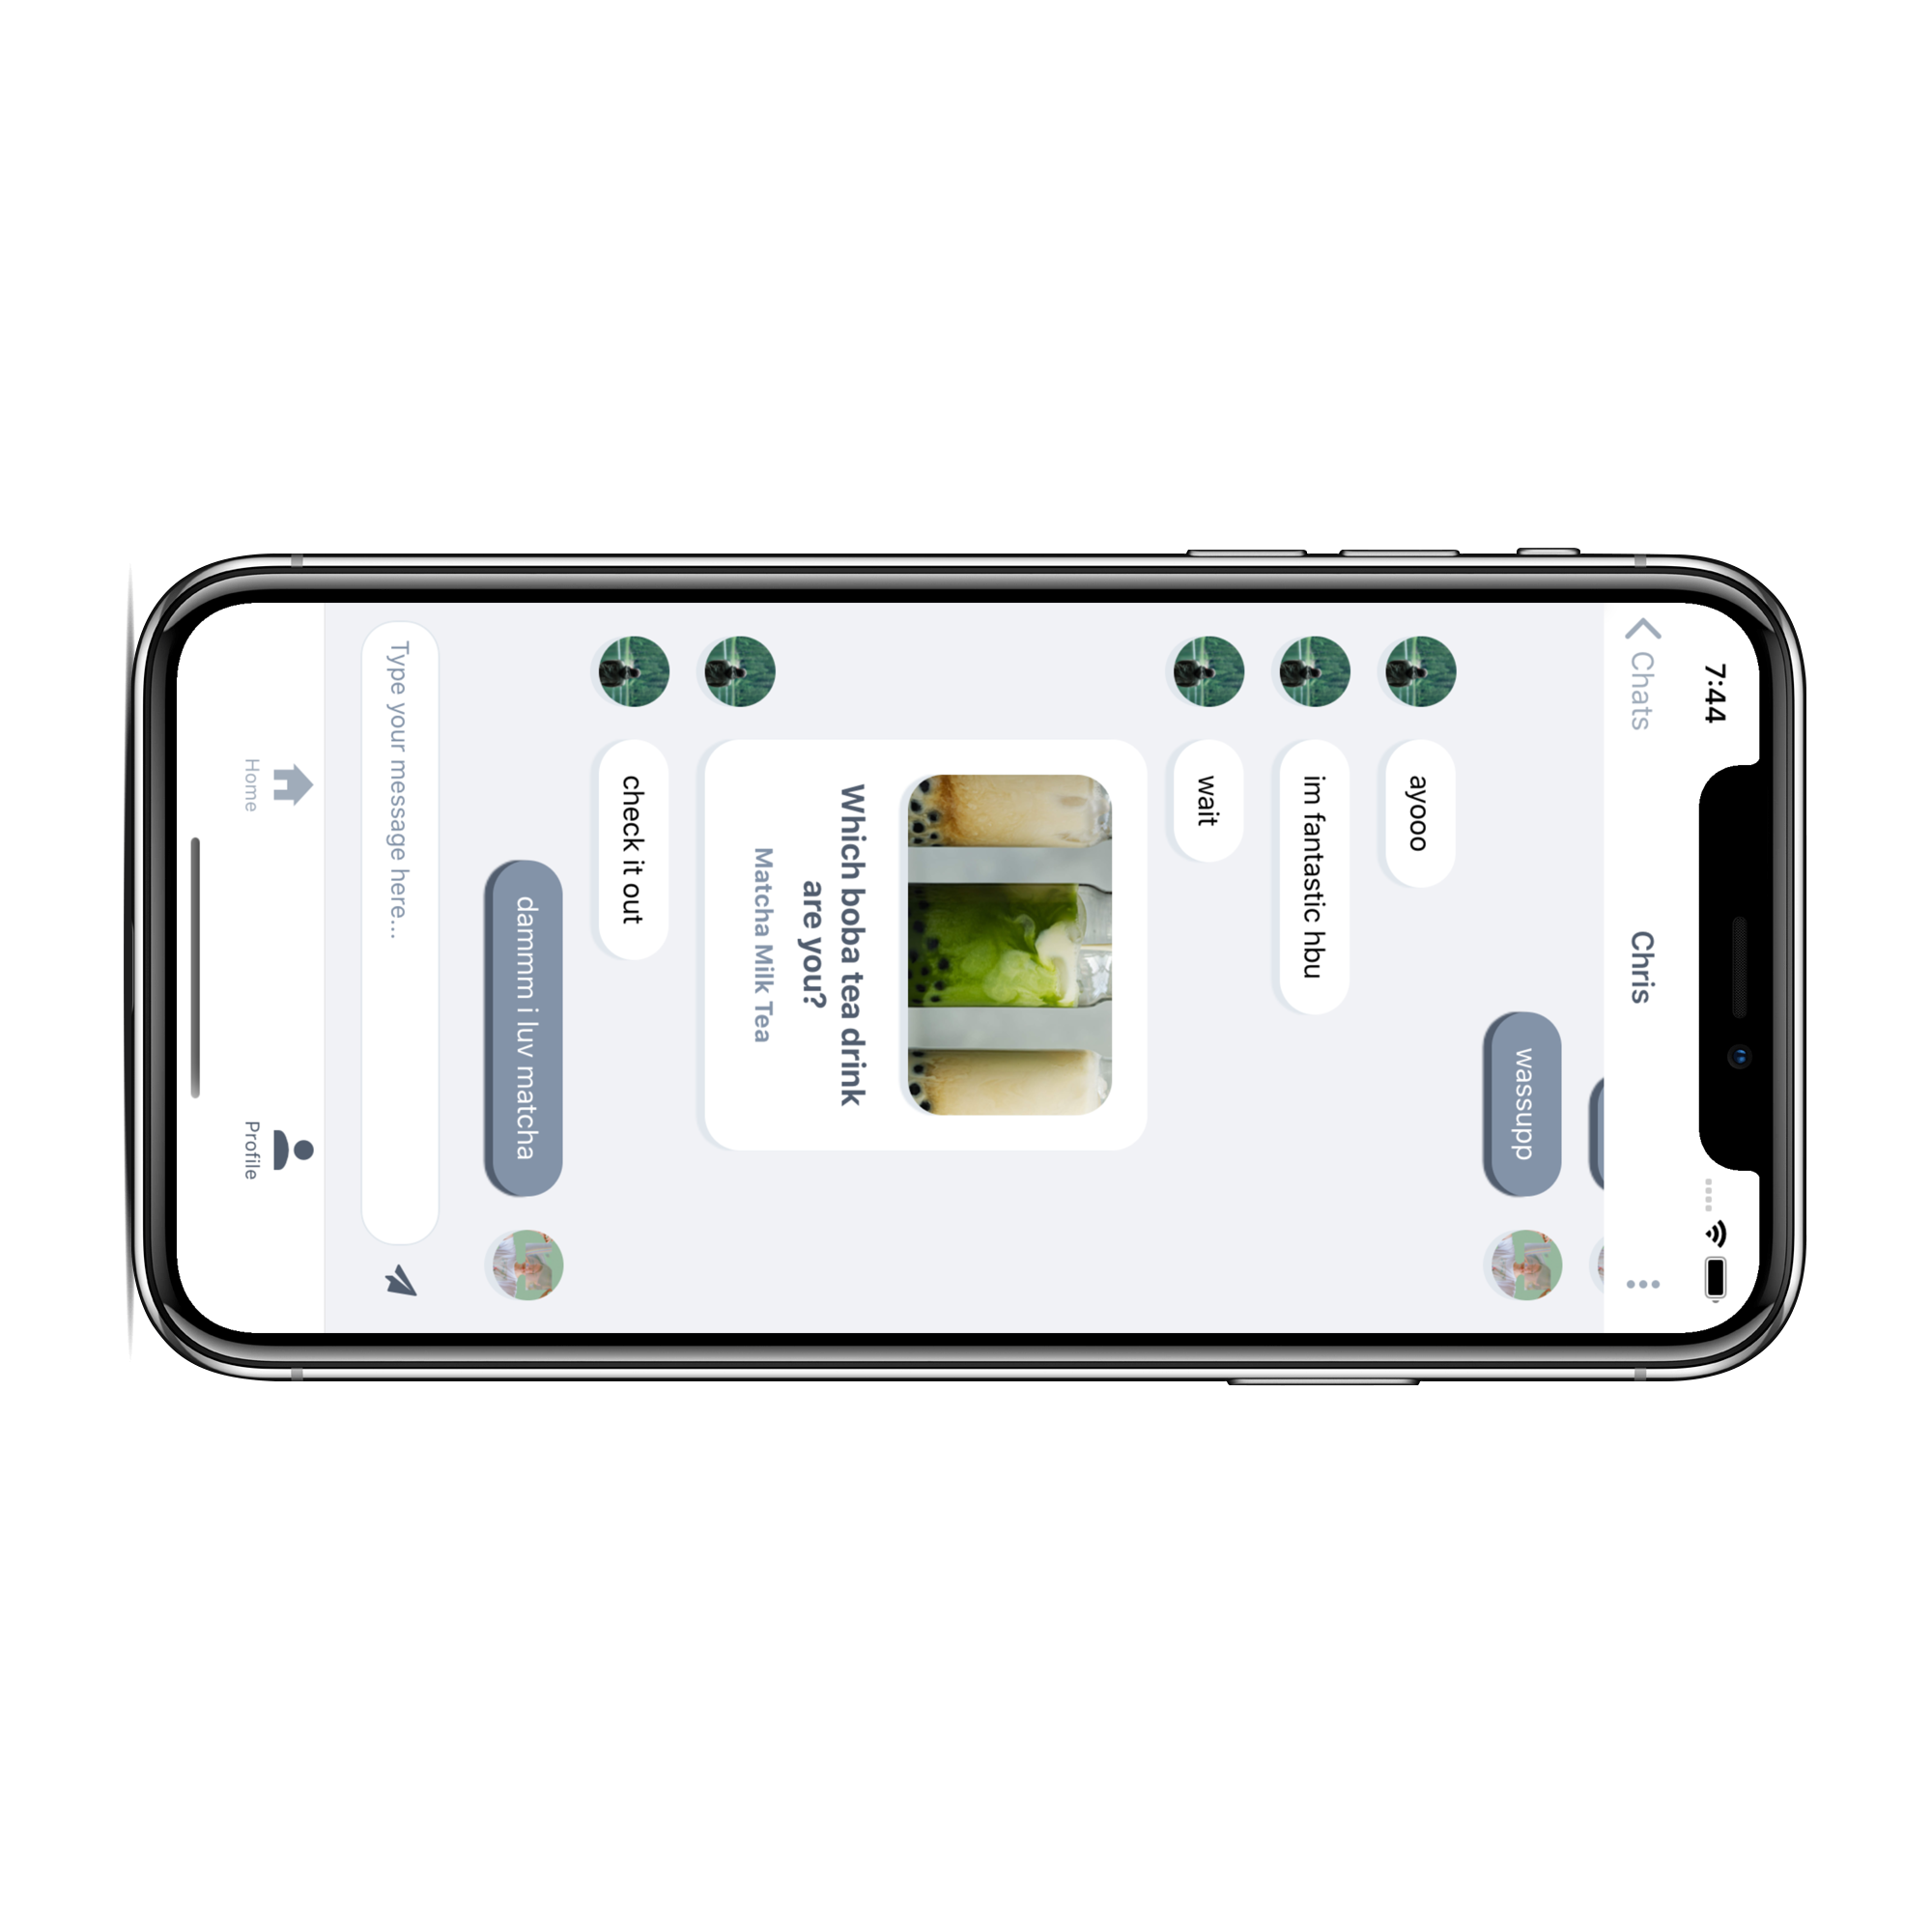 7:44
Chats
Chris
wassupp
ayooo
im fantastic hbu
wait
Which boba tea drink
are you?
Matcha Milk Tea
check it out
dammm i luv matcha
Type your message here...
Home
Profile